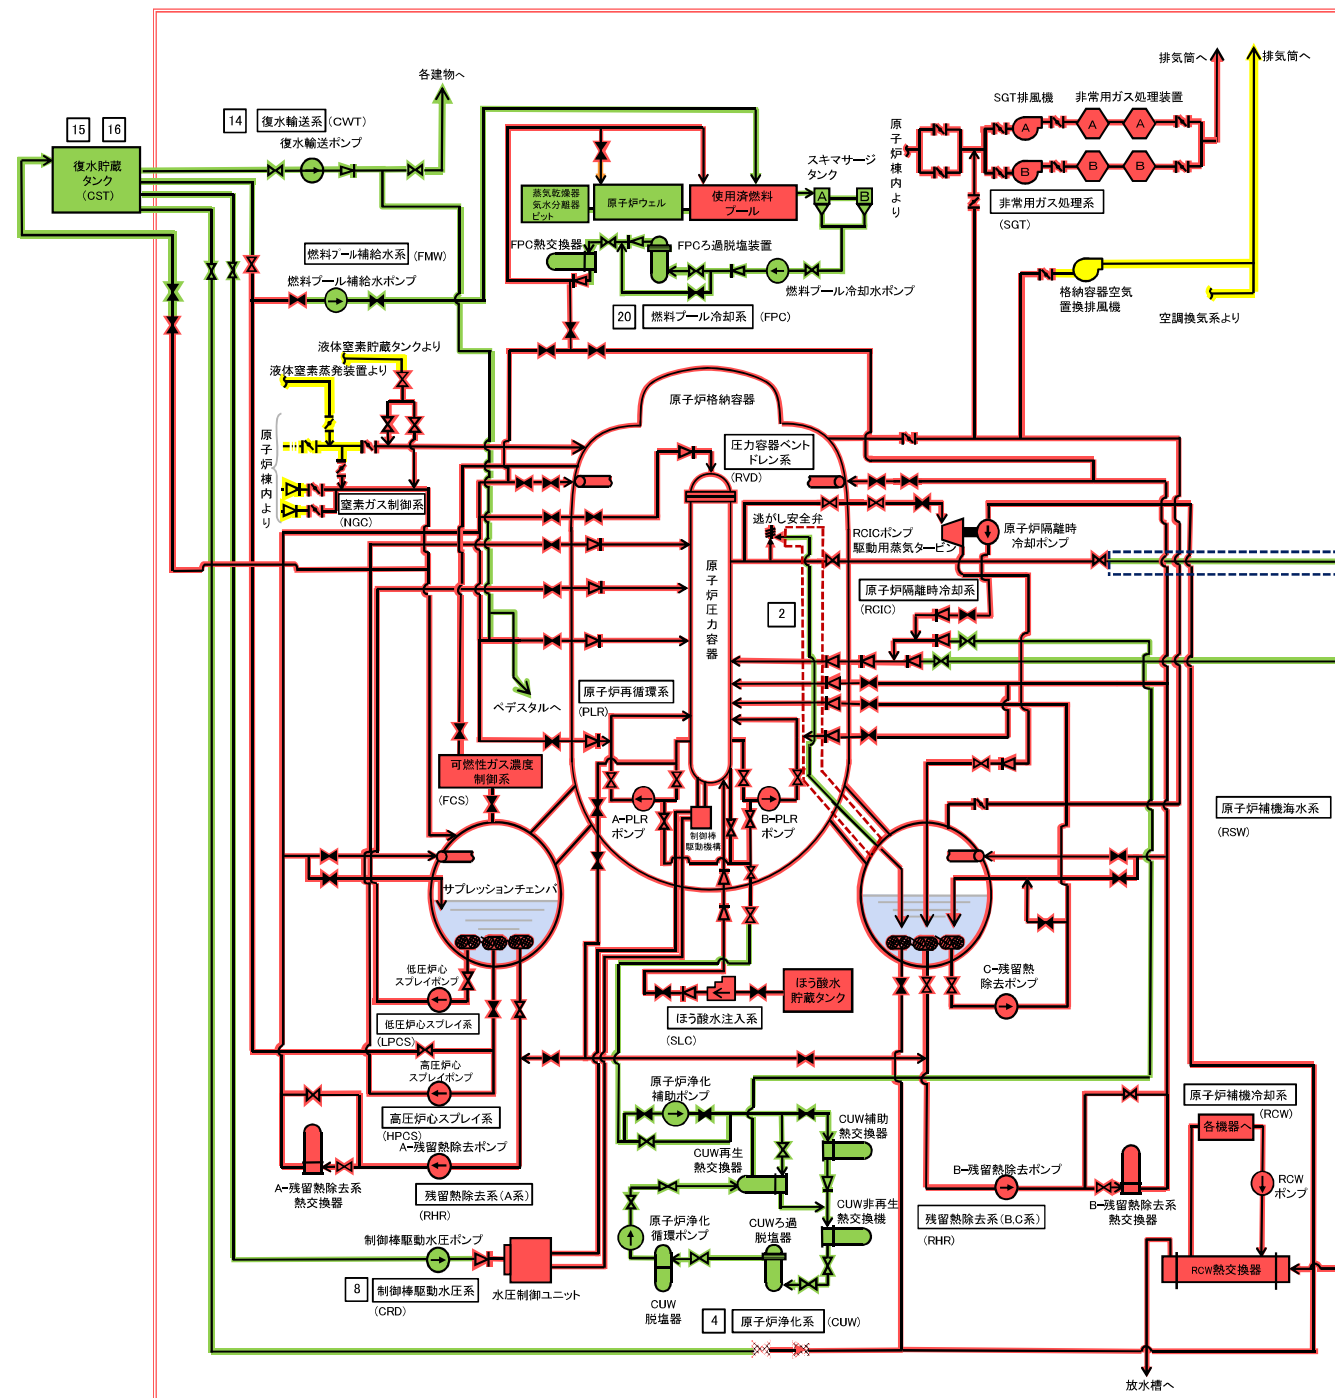 各建物へ
排気筒へ
排気筒へ
15
16
14
復水輸送系
(CWT)
復水輸送ポンプ
復水貯蔵
タンク
(CST)
SGT排風機
非常用ガス処理装置
原子炉棟内より
A
A
A
B
B
B
非常用ガス処理系
(SGT)
スキマサージ
タンク
A
B
蒸気乾燥器
気水分離器
ピット
原子炉ウェル
使用済燃料
プール
燃料プール補給水系
(FMW)
燃料プール補給水ポンプ
FPC熱交換器
FPCろ過脱塩装置
燃料プール冷却水ポンプ
20
燃料プール冷却系
(FPC)
格納容器空気
置換排風機
空調換気系より
液体窒素貯蔵タンクより
液体窒素蒸発装置より
原子炉棟内より
窒素ガス制御系
(NGC)
原子炉格納容器
圧力容器ベント
ドレン系
(RVD)
逃がし安全弁
RCICポンプ
駆動用蒸気タービン
原子炉隔離時
冷却ポンプ
原子炉隔離時冷却系
(RCIC)
原子炉圧力容器
2
ペデスタルへ
原子炉再循環系
(PLR)
可燃性ガス濃度
制御系
(FCS)
A-PLR
ポンプ
B-PLR
ポンプ
制御棒
駆動機構
原子炉補機海水系
(RSW)
サプレッションチェンバ
低圧炉心
スプレイポンプ
低圧炉心スプレイ系
(LPCS)
高圧炉心
スプレイポンプ
高圧炉心スプレイ系
(HPCS)
ほう酸水
貯蔵タンク
ほう酸水注入系
(SLC)
C-残留熱
除去ポンプ
A-残留熱除去ポンプ
A-残留熱除去系
熱交換器
残留熱除去系(A系)
(RHR)
原子炉浄化
補助ポンプ
CUW補助
熱交換器
CUW再生
熱交換器
CUW非再生
熱交換機
原子炉浄化
循環ポンプ
CUWろ過
脱塩器
CUW
脱塩器
4
原子炉浄化系
(CUW)
B-残留熱除去ポンプ
B-残留熱除去系
熱交換器
残留熱除去系(B,C系)
(RHR)
原子炉補機冷却系
(RCW)
各機器へ
RCW
ポンプ
RCW熱交換器
放水槽へ
制御棒駆動水圧ポンプ
8
制御棒駆動水圧系
(CRD)
水圧制御ユニット